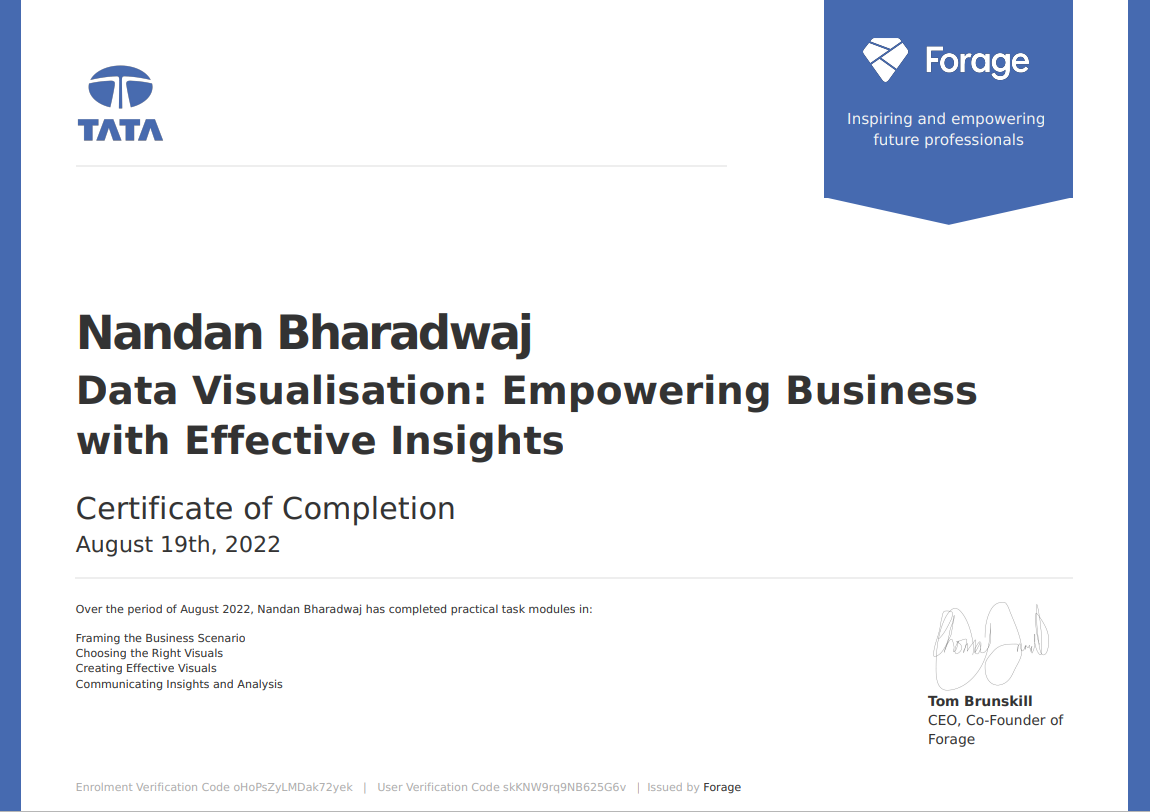 TATA
Forage
Inspiring and empowering
future professionals
Nandan Bharadwaj
Data Visualisation: Empowering Business
with Effective Insights
Certificate of Completion
August 19th, 2022
Over the period of August 2022, Nandan Bharadwaj has completed practical task modules in:
Framing the Business Scenario
Choosing the Right Visuals
Creating Effective Visuals
Communicating Insights and Analysis
Tom Brunskill
CEO, Co-Founder of
Forage
Enrolment Verification Code oHoPsZyLMDak72yek | User Verification Code skKNW9rq9NB625G6v | Issued by Forage